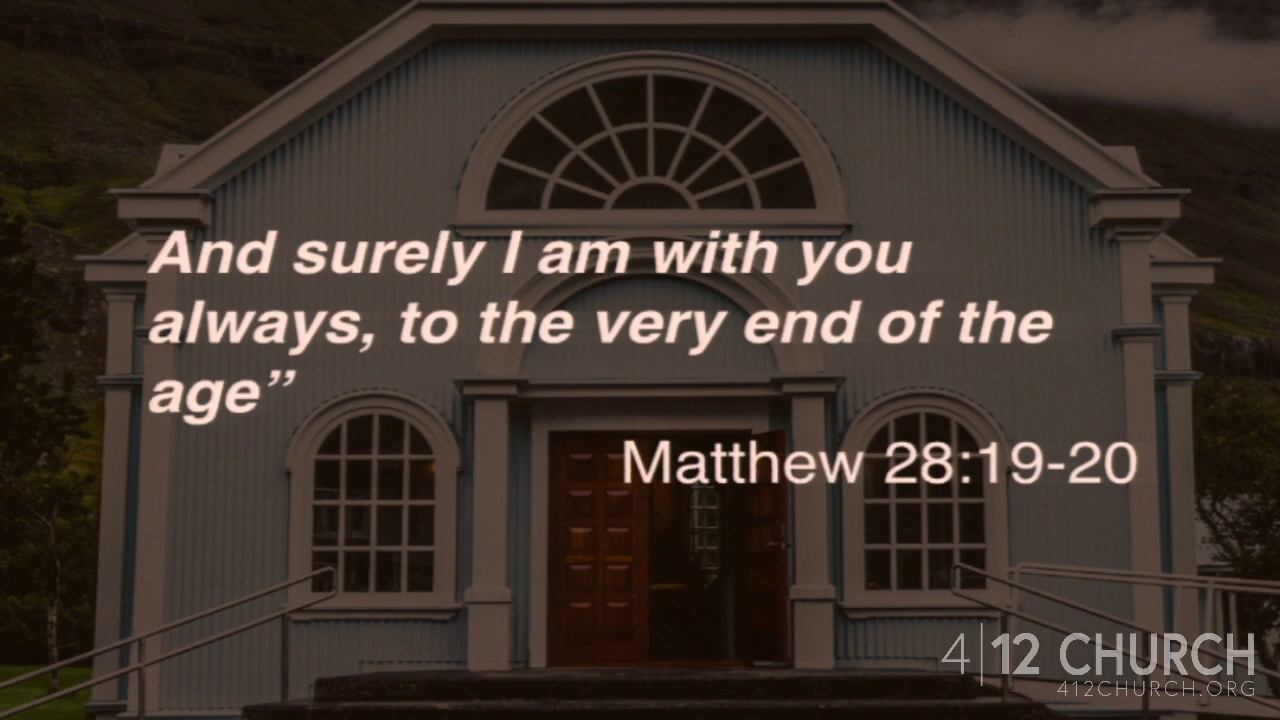 And surely I am with you
always, to the very end of the
age”
Matthew 28:19-20
4|12 CHURCH
412CHURCH.ORG